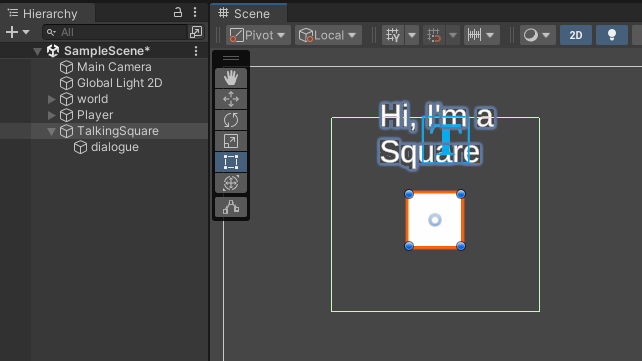 Hierarchy
All
SampleScene*
Main Camera
Global Light 2D
world
Player
TalkingSquare
dialogue
Scene
Pivot
Local
2D
Hi, I'm a
Square
T